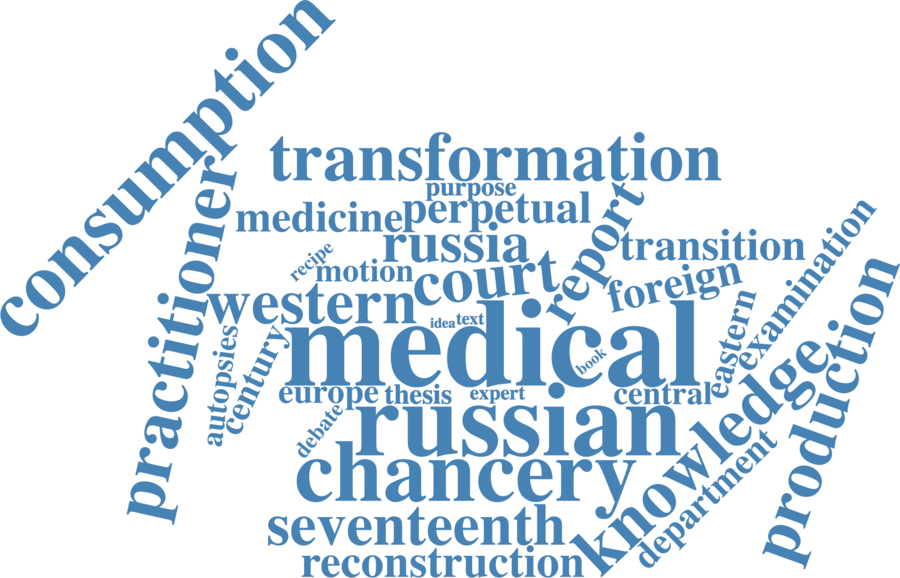 consumption
transformation
purpose
practitioner
medicine
perpetual
report
russia
transition
examination
recipe
motion
court
foreign
production
western
idea
text
medical
eastern
autopsies
century
book
knowledge
europe
thesis
expert
central
debate
russian
chancery
department
seventeenth
reconstruction